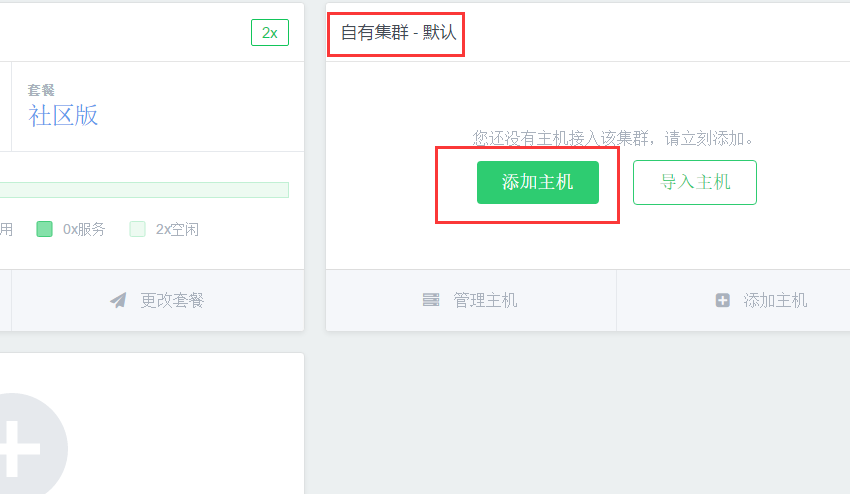 2x
套餐
社区版
用
0x服务
2x空闲
更改套餐
自有集群 - 默认
您还没有主机接入该集群，请立刻添加。
添加主机
导入主机
管理主机
添加主机